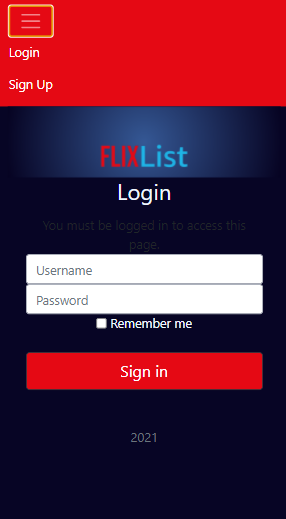 Login
Sign Up
FLIXList
Login
You must be logged in to access this
page.
Username
Password
Remember me
Sign in
2021